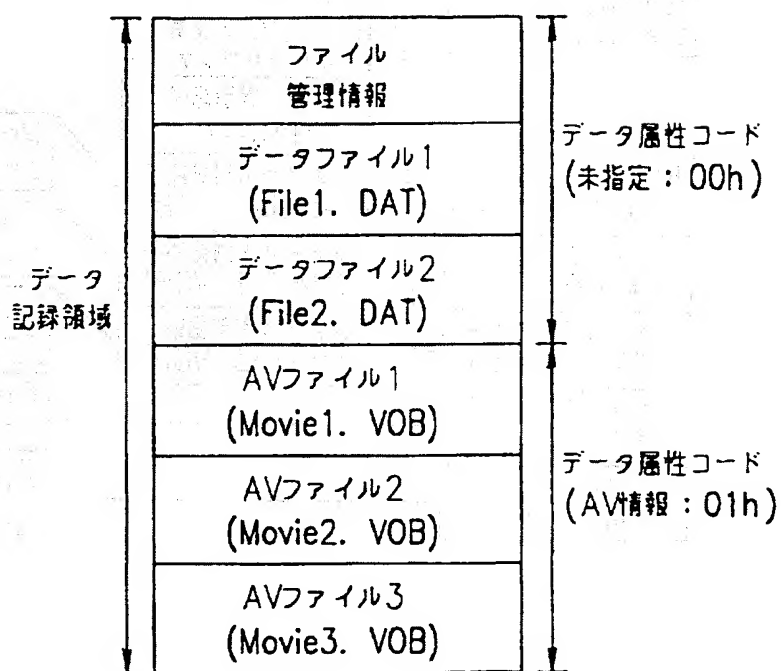 ファイル
管理情報
データファイル1
(File1. DAT)
データファイル2
(File2. DAT)
AVファイル1
(Movie1. VOB)
AVファイル2
(Movie2. VOB)
AVファイル3
(Movie3. VOB)
データ
記録領域
データ属性コード
(未指定：00h)
データ属性コード
(AV情報：01h)